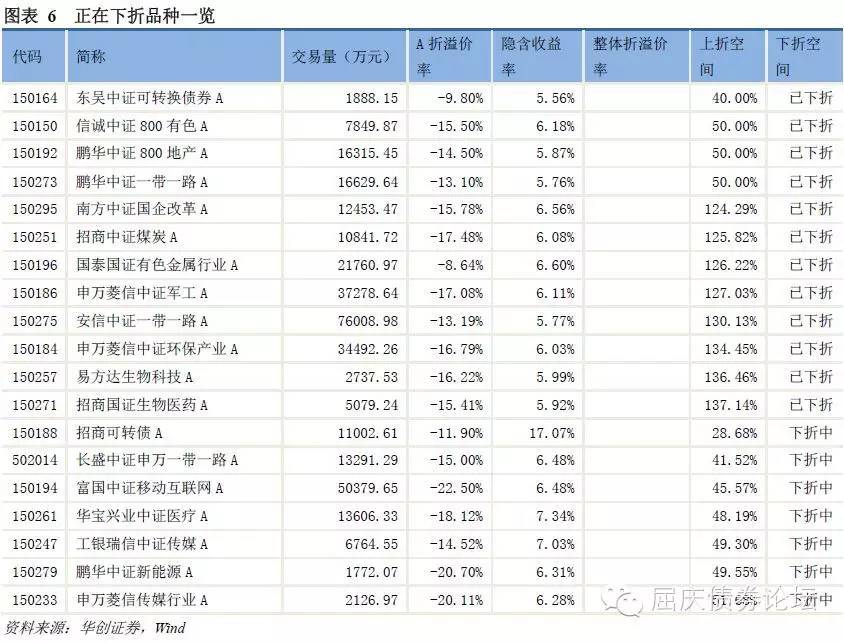 图表 6 正在下折品种一览
代码 简称 交易量（万元） A 折溢价率 隐含收益率 整体折溢价率 上折空间 下折空间
150164 东吴中证可转换债券 A 1888.15 -9.80% 5.56% 40.00% 已下折
150150 信诚中证 800 有色 A 7849.87 -15.50% 6.18% 50.00% 已下折
150192 鹏华中证 800 地产 A 16315.45 -14.50% 5.87% 50.00% 已下折
150273 鹏华中证一带一路 A 16629.64 -13.10% 5.76% 50.00% 已下折
150295 南方中证国企改革 A 12453.47 -15.78% 6.56% 124.29% 已下折
150251 招商中证煤炭 A 10841.72 -17.48% 6.08% 125.82% 已下折
150196 国泰国证有色金属行业 A 21760.97 -8.64% 6.60% 126.22% 已下折
150186 申万菱信中证军工 A 37278.64 -17.08% 6.11% 127.03% 已下折
150275 安信中证一带一路 A 76008.98 -13.19% 5.77% 130.13% 已下折
150184 申万菱信中证环保产业 A 34492.26 -16.79% 6.03% 134.45% 已下折
150257 易方达生物科技 A 2737.53 -16.22% 5.99% 136.46% 已下折
150271 招商国证生物医药 A 5079.24 -15.41% 5.92% 137.14% 已下折
150188 招商可转债 A 11002.61 -11.90% 17.07% 28.68% 下折中
502014 长盛中证申万一带一路 A 13291.29 -15.00% 6.48% 41.52% 下折中
150194 富国中证移动互联网 A 50379.65 -22.50% 6.48% 45.57% 下折中
150261 华宝兴业中证医疗 A 13606.33 -18.12% 7.34% 48.19% 下折中
150247 工银瑞信中证传媒 A 6764.55 -14.52% 7.03% 49.30% 下折中
150279 鹏华中证新能源 A 1772.07 -20.70% 6.31% 49.55% 下折中
150233 申万菱信传媒行业 A 2126.97 -20.11% 6.28% 下折中
屈庆债券论坛
资料来源：华创证券，Wind